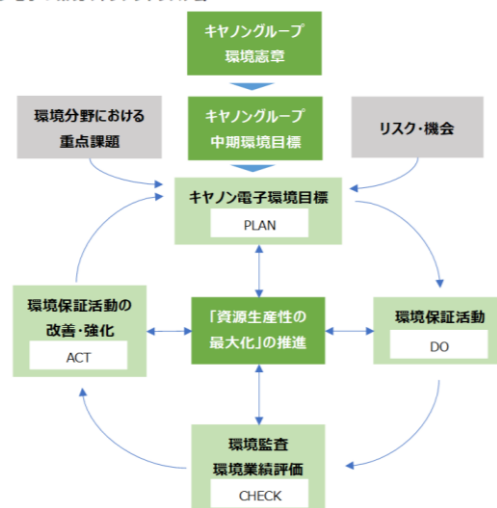 キヤノングループ
環境憲章
環境分野における
重点課題
キヤノングループ
中期環境目標
リスク・機会
キヤノン電子環境目標
PLAN
環境保証活動の
改善・強化
ACT
「資源生産性の
最大化」の推進
環境保証活動
DO
環境監査
環境業績評価
CHECK